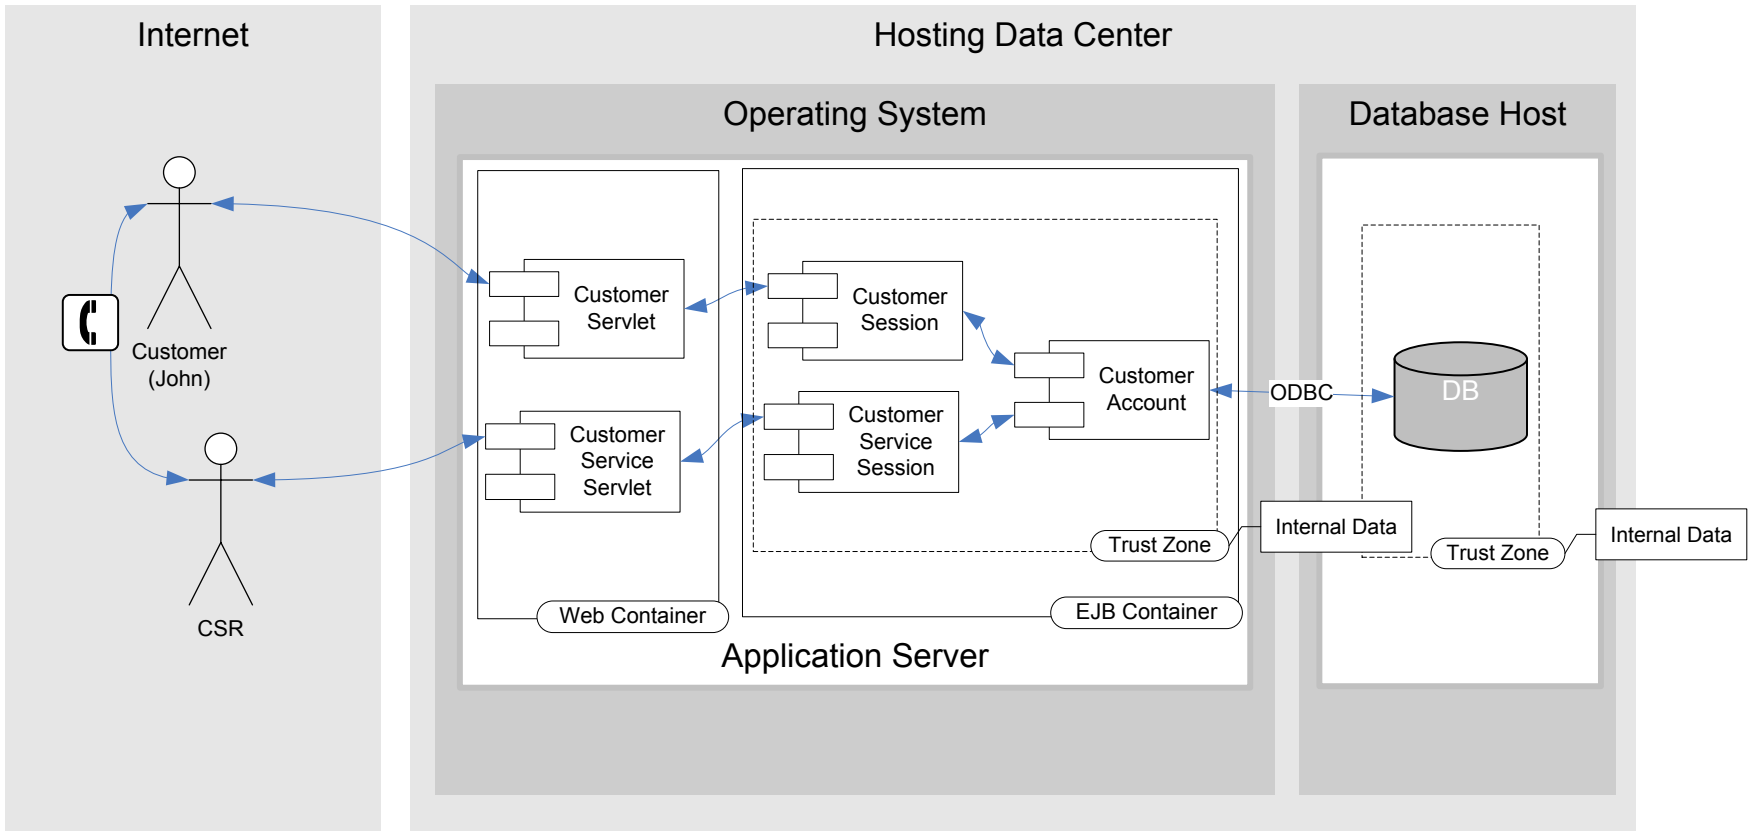 Internet
Hosting Data Center
Operating System
Database Host
Customer
(John)
CSR
Customer
Servlet
Customer
Service
Servlet
Web Container
Customer
Session
Customer
Service
Session
Customer
Account
Trust Zone
EJB Container
Application Server
ODBC
Internal Data
DB
Trust Zone
Internal Data